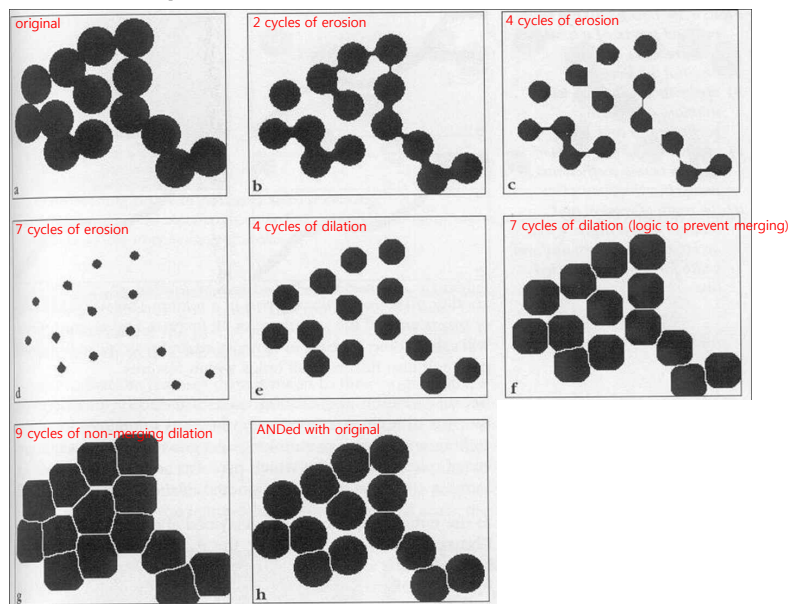 original
2 cycles of erosion
4 cycles of erosion
a
b
c
7 cycles of erosion
4 cycles of dilation
7 cycles of dilation (logic to prevent merging)
d
e
f
9 cycles of non-merging dilation
ANDed with original
g
h